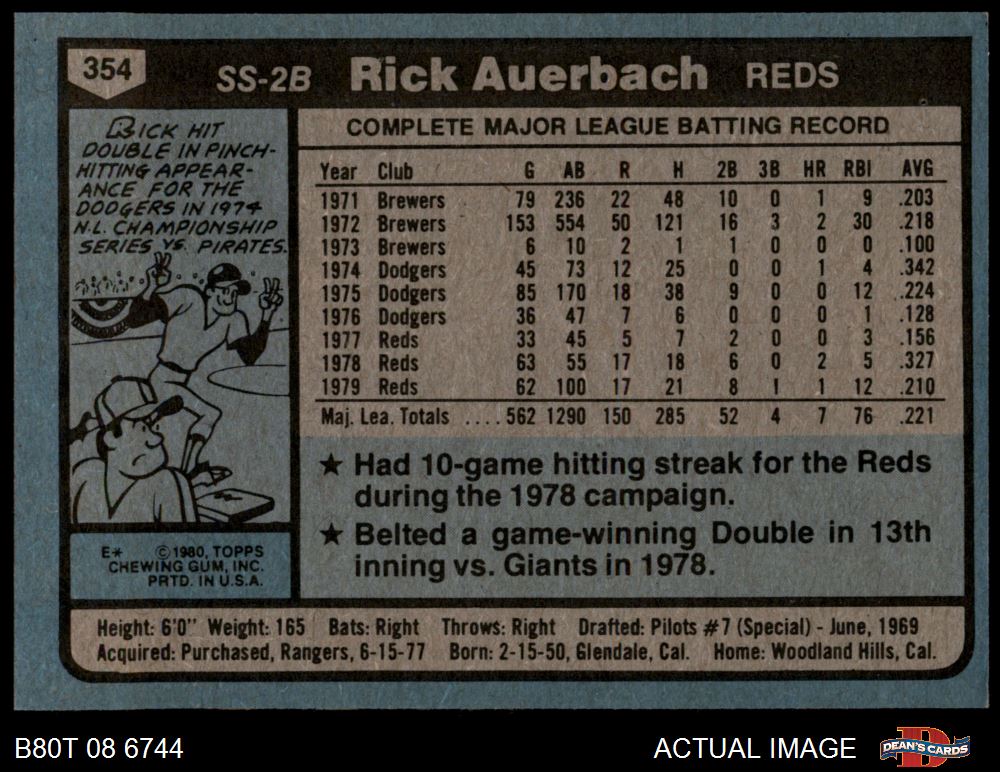 354 SS-2B Rick Auerbach REDS
RICK HIT
DOUBLE IN PINCH-
HITTING APPEAR-
ANCE FOR THE
DODGERS IN 1974
N.L. CHAMPIONSHIP
SERIES VS. PIRATES.
COMPLETE MAJOR LEAGUE BATTING RECORD
Year Club G AB R H 2B 3B HR RBI AVG
1971 Brewers 79 236 22 48 10 0 1 9 .203
1972 Brewers 153 554 50 121 16 3 2 30 .218
1973 Brewers 6 10 2 1 1 0 0 0 .100
1974 Dodgers 45 73 12 25 0 0 1 4 .342
1975 Dodgers 85 170 18 38 9 0 0 12 .224
1976 Dodgers 36 47 7 6 0 0 0 1 .128
1977 Reds 33 45 5 7 2 0 0 3 .156
1978 Reds 63 55 17 18 6 0 2 5 .327
1979 Reds 62 100 17 21 8 1 1 12 .210
Maj. Lea. Totals ....562 1290 150 285 52 4 7 76 .221
★ Had 10-game hitting streak for the Reds
during the 1978 campaign.
★ Belted a game-winning Double in 13th
inning vs. Giants in 1978.
E* ©1980, TOPPS
CHEWING GUM, INC.
PRTD. IN U.S.A.
Height: 6'0" Weight: 165 Bats: Right Throws: Right Drafted: Pilots #7 (Special) - June, 1969
Acquired: Purchased, Rangers, 6-15-77 Born: 2-15-50, Glendale, Cal. Home: Woodland Hills, Cal.
B80T 08 6744 ACTUAL IMAGE D DEAN'S CARDS